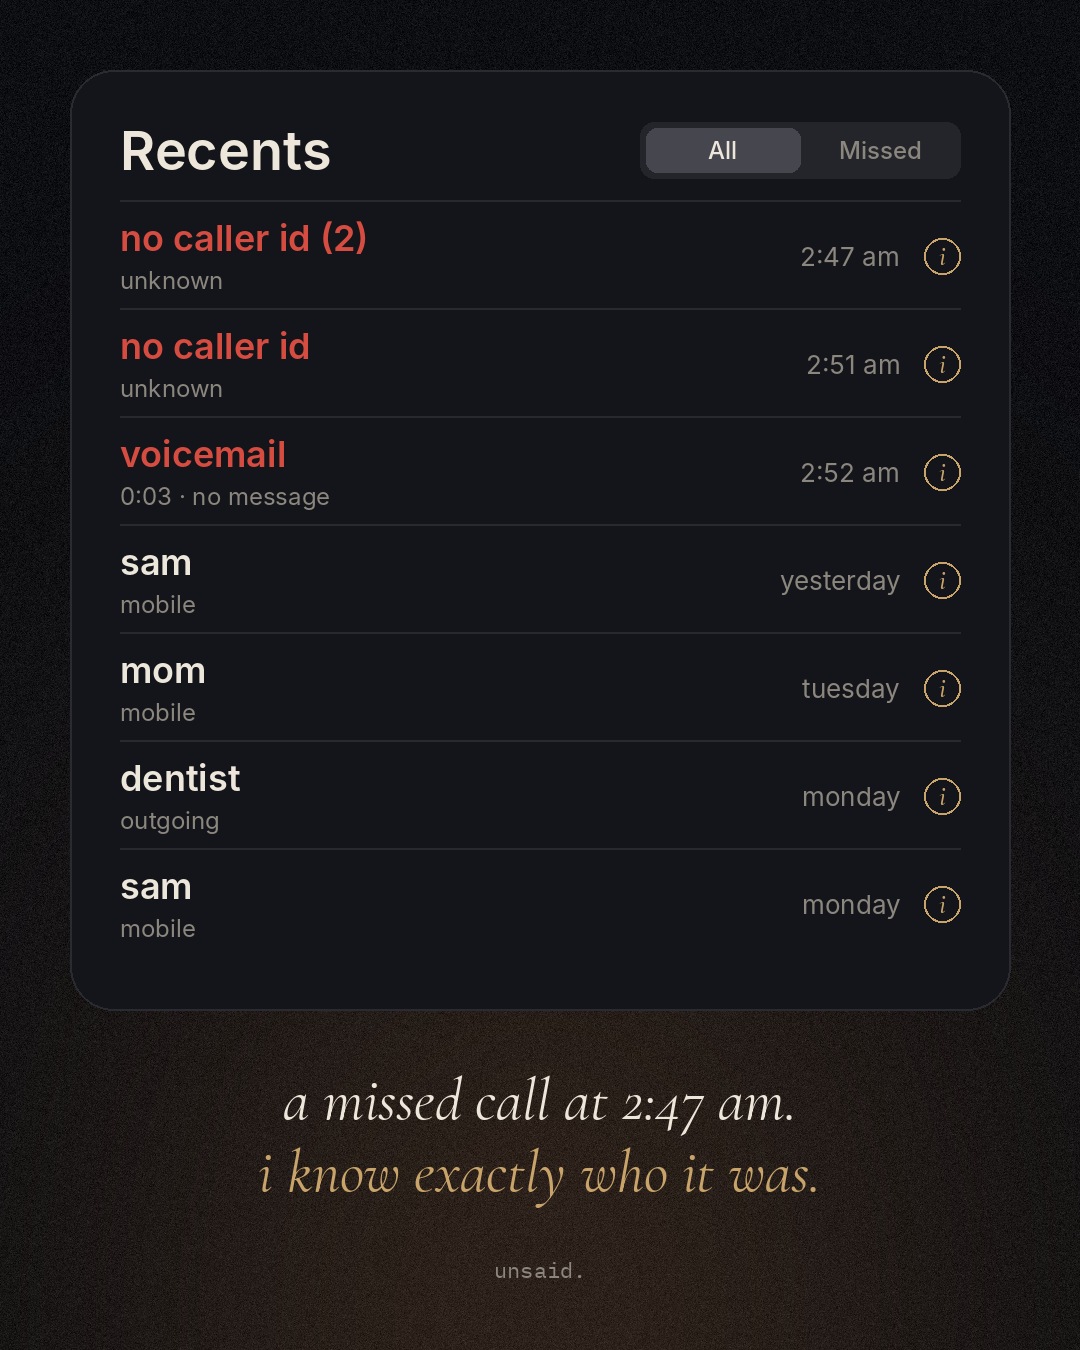 Recents
All Missed
no caller id (2)
unknown
2:47 am i
no caller id
unknown
2:51 am i
voicemail
0:03 · no message
2:52 am i
sam
mobile
yesterday i
mom
mobile
tuesday i
dentist
outgoing
monday i
sam
mobile
monday i
a missed call at 2:47 am.
i know exactly who it was.
unsaid.